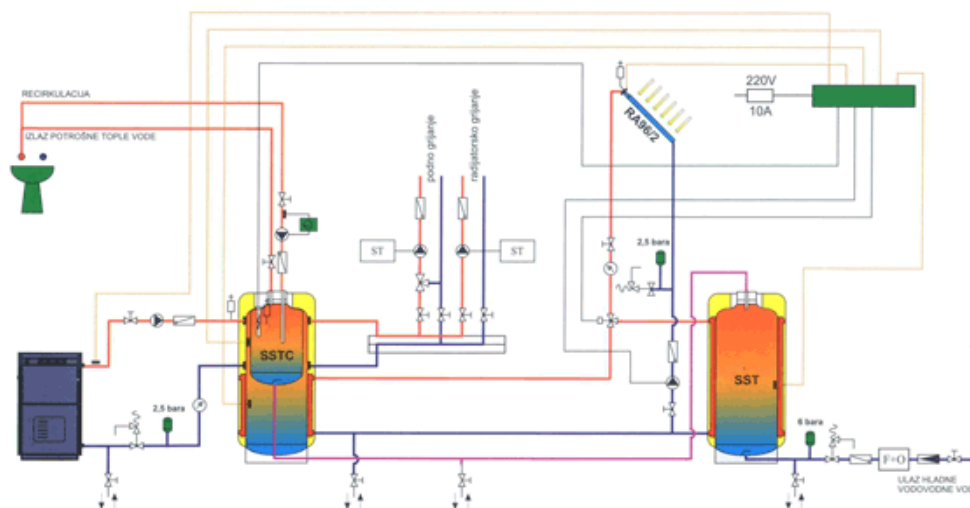 RECIRKULACIJA
IZLAZ POTROŠNE TOPLE VODE
podno grijanje
radijatorsko grijanje
ST
ST
RA96/2
220V
10A
2,5 bara
SSTC
SST
2,5 bara
6 bara
F+O
ULAZ HLADNE
VODOVODNE